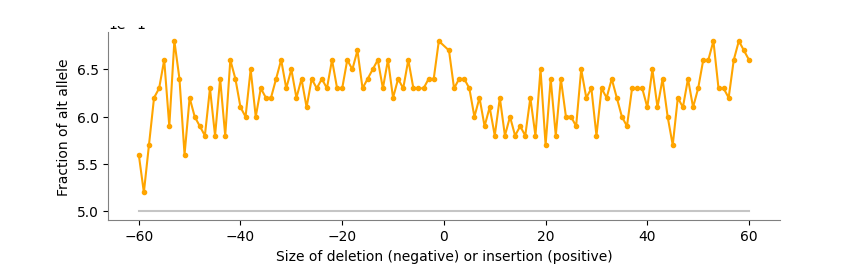 6.5
6.0
5.5
5.0
Fraction of alt allele
−60 −40 −20 0 20 40 60
Size of deletion (negative) or insertion (positive)